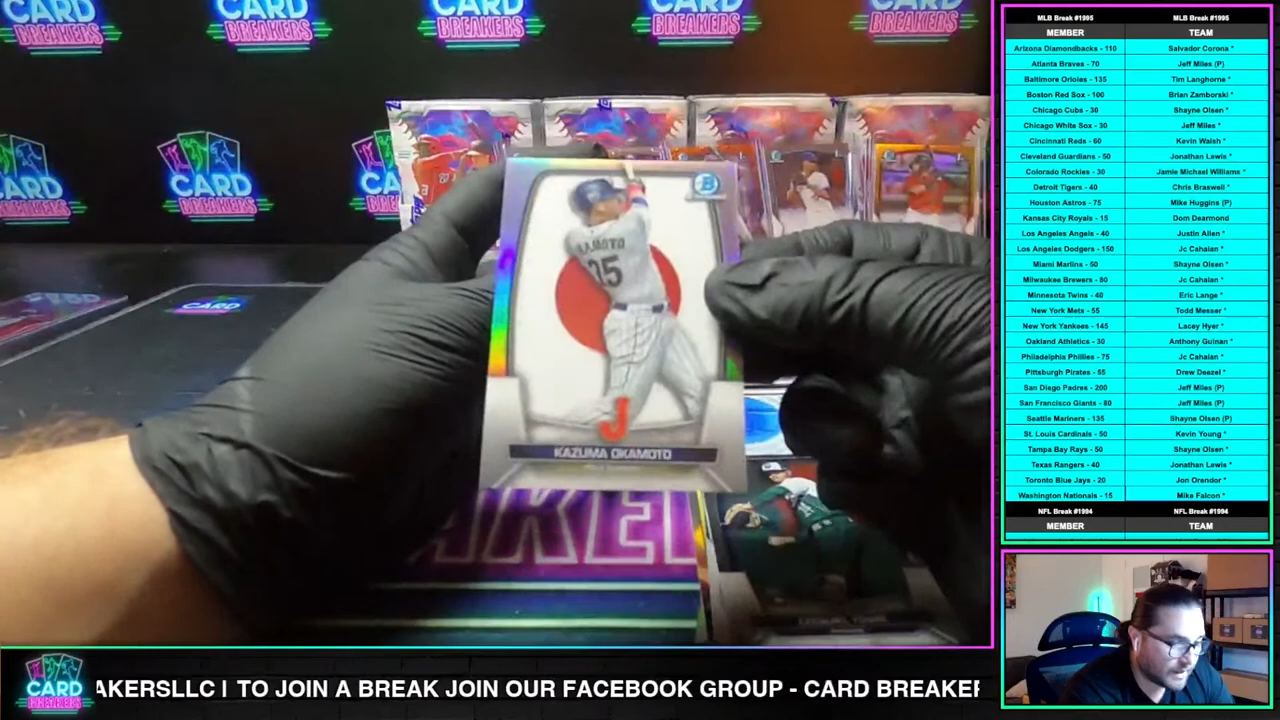 CARD
BREAKERS
CARD
BREAKERS
CARD
BREAKERS
CARD
BREAKERS
CARD
BREAKERS
CARD
BREAKERS
CARD
BREAKERS
CARD
25
J
KAZUMA OKAMOTO
CARD
BREAKERS
AKERSLLC | TO JOIN A BREAK JOIN OUR FACEBOOK GROUP - CARD BREAKER
MLB Break #1995 MLB Break #1995
MEMBER TEAM
Arizona Diamondbacks - 110 Salvador Corona *
Atlanta Braves - 70 Jeff Miles (P)
Baltimore Orioles - 135 Tim Langhorne *
Boston Red Sox - 100 Brian Zamborski *
Chicago Cubs - 30 Shayne Olsen *
Chicago White Sox - 30 Jeff Miles *
Cincinnati Reds - 60 Kevin Walsh *
Cleveland Guardians - 50 Jonathan Lewis *
Colorado Rockies - 30 Jamie Michael Williams *
Detroit Tigers - 40 Chris Braswell *
Houston Astros - 75 Mike Huggins (P)
Kansas City Royals - 15 Dom Dearmond
Los Angeles Angels - 40 Justin Allen *
Los Angeles Dodgers - 150 Jc Cahalan *
Miami Marlins - 50 Shayne Olsen *
Milwaukee Brewers - 80 Jc Cahalan *
Minnesota Twins - 40 Eric Lange *
New York Mets - 55 Todd Messer *
New York Yankees - 145 Lacey Hyer *
Oakland Athletics - 30 Anthony Guinan *
Philadelphia Phillies - 75 Jc Cahalan *
Pittsburgh Pirates - 55 Drew Deezel *
San Diego Padres - 200 Jeff Miles (P)
San Francisco Giants - 80 Jeff Miles (P)
Seattle Mariners - 135 Shayne Olsen (P)
St. Louis Cardinals - 50 Kevin Young *
Tampa Bay Rays - 50 Shayne Olsen *
Texas Rangers - 40 Jonathan Lewis *
Toronto Blue Jays - 20 Jon Orendor *
Washington Nationals - 15 Mike Falcon *
NFL Break #1994 NFL Break #1994
MEMBER TEAM